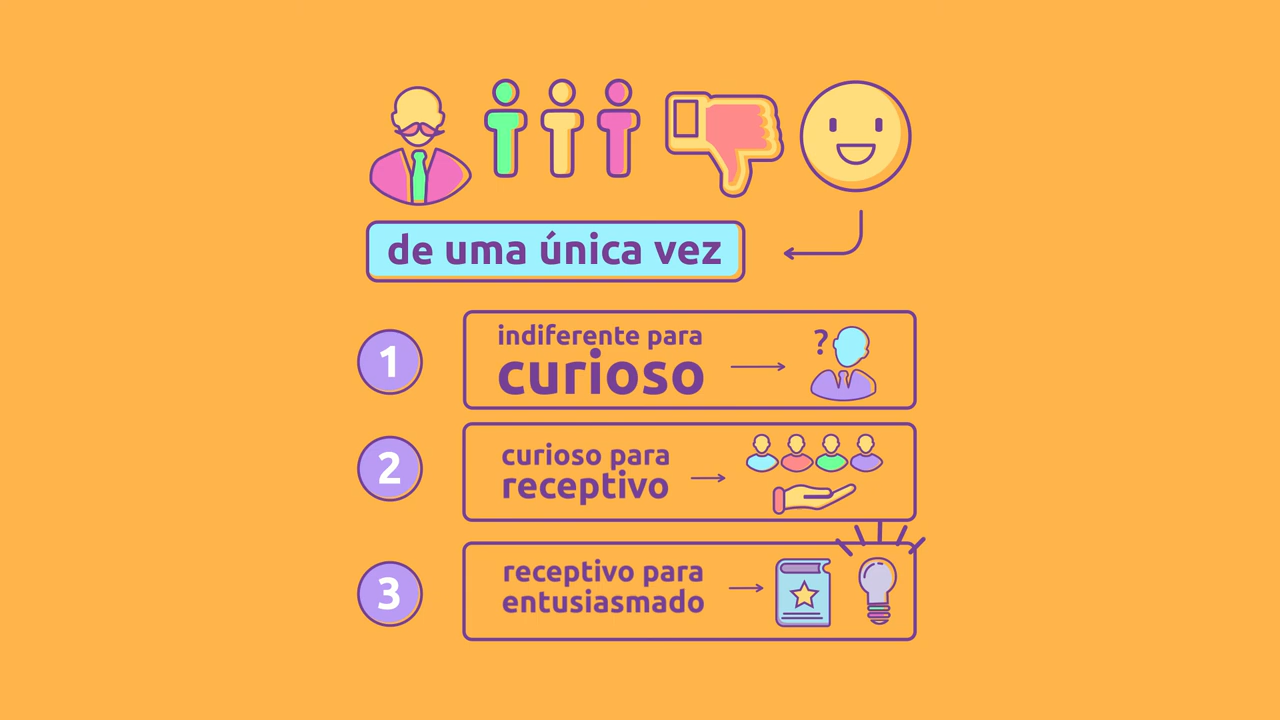 de uma única vez
1
indiferente para
curioso
?
2
curioso para
receptivo
3
receptivo para
entusiasmado